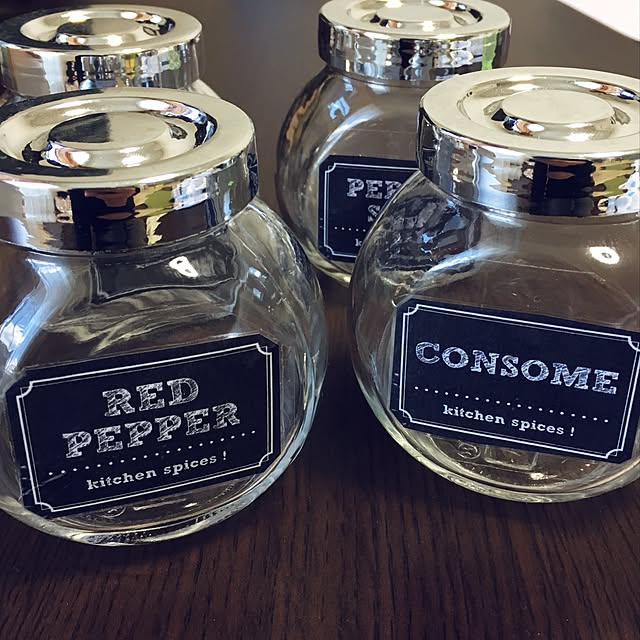 RED
PEPPER
kitchen spices!
CONSOME
kitchen spices!